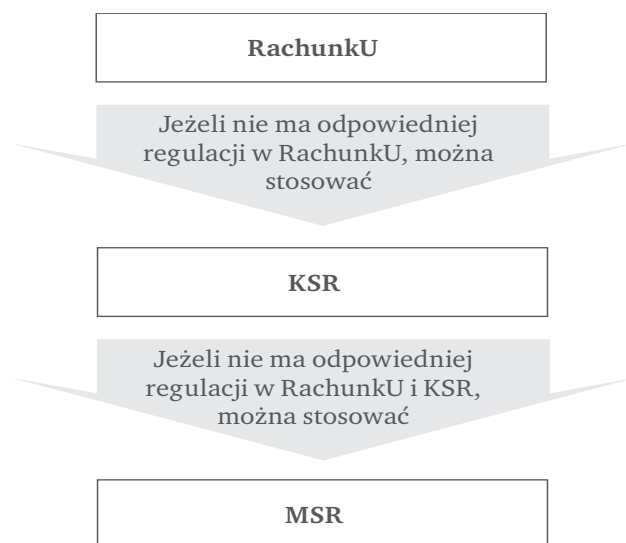 RachunkU
Jeżeli nie ma odpowiedniej
regulacji w RachunkU, można
stosować
KSR
Jeżeli nie ma odpowiedniej
regulacji w RachunkU i KSR,
można stosować
MSR